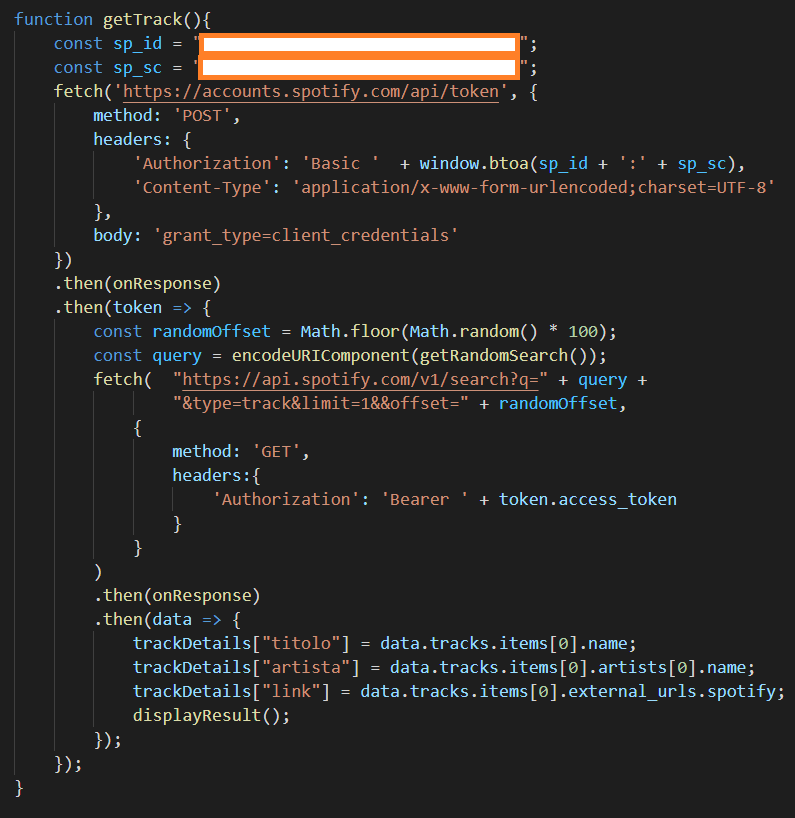 function getTrack(){
const sp_id = "";
const sp_sc = '";
fetch('https://accounts.spotify.com/api/token', {
method: 'POST',
headers: {
'Authorization': 'Basic '  + window.btoa(sp_id + ':' + sp_sc),
'Content-Type': 'application/x-www-form-urlencoded;charset=UTF-8'
},
body: 'grant_type=client_credentials'
})
.then(onResponse)
.then(token => {
const randomOffset = Math.floor(Math.random() * 100);
const query = encodeURIComponent(getRandomSearch());
fetch(  "https://api.spotify.com/v1/search?q=" + query +
"&type=track&limit=1&&offset=" + randomOffset,
{
method: 'GET',
headers:{
'Authorization': 'Bearer ' + token.access_token
}
}
)
.then(onResponse)
.then(data => {
trackDetails["titolo"] = data.tracks.items[0].name;
trackDetails["artista"] = data.tracks.items[0].artists[0].name;
trackDetails["link"] = data.tracks.items[0].external_urls.spotify;
displayResult();
});
});
}